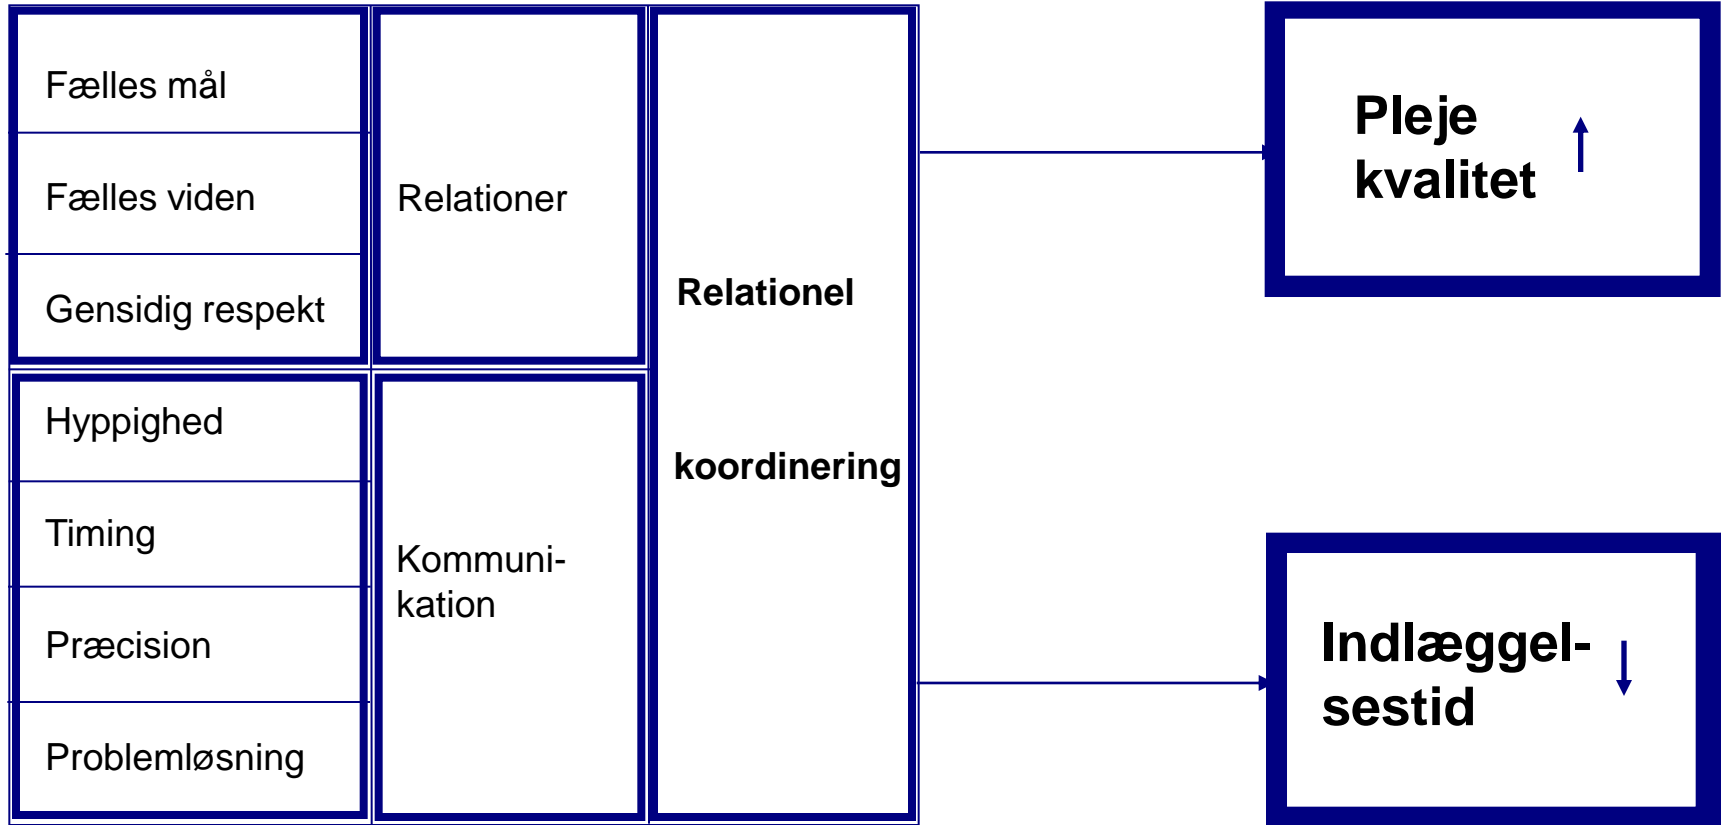 Fælles mål
Fælles viden
Gensidig respekt
Relationer
Hyppighed
Timing
Præcision
Problemløsning
Kommuni-
kation
Relationel
koordinering
Pleje
kvalitet
Indlæggel-
sestid